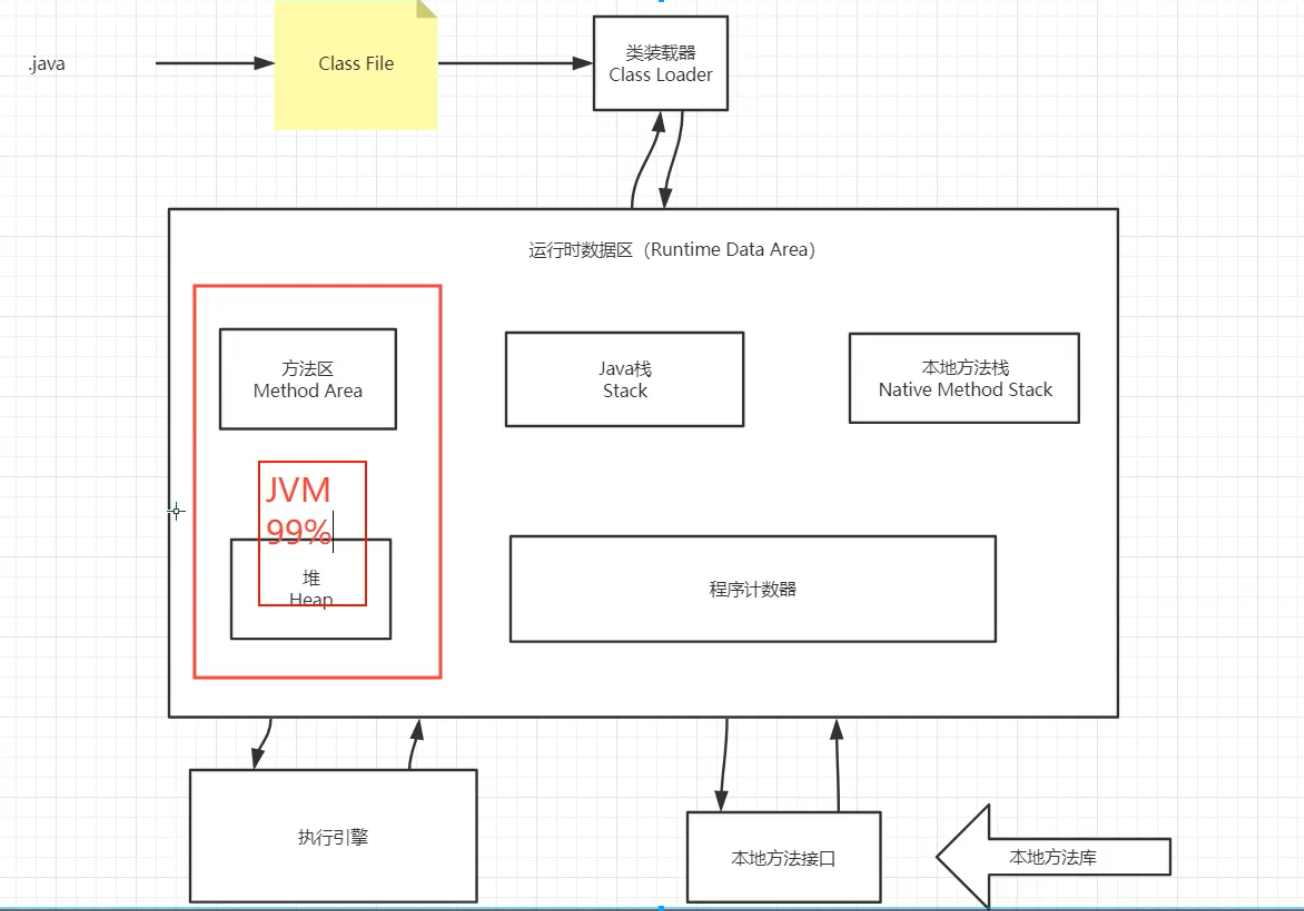 .java
Class File
类装载器
Class Loader
运行时数据区（Runtime Data Area）
方法区
Method Area
Java栈
Stack
本地方法栈
Native Method Stack
JVM
99%
堆
Heap
程序计数器
执行引擎
本地方法接口
本地方法库